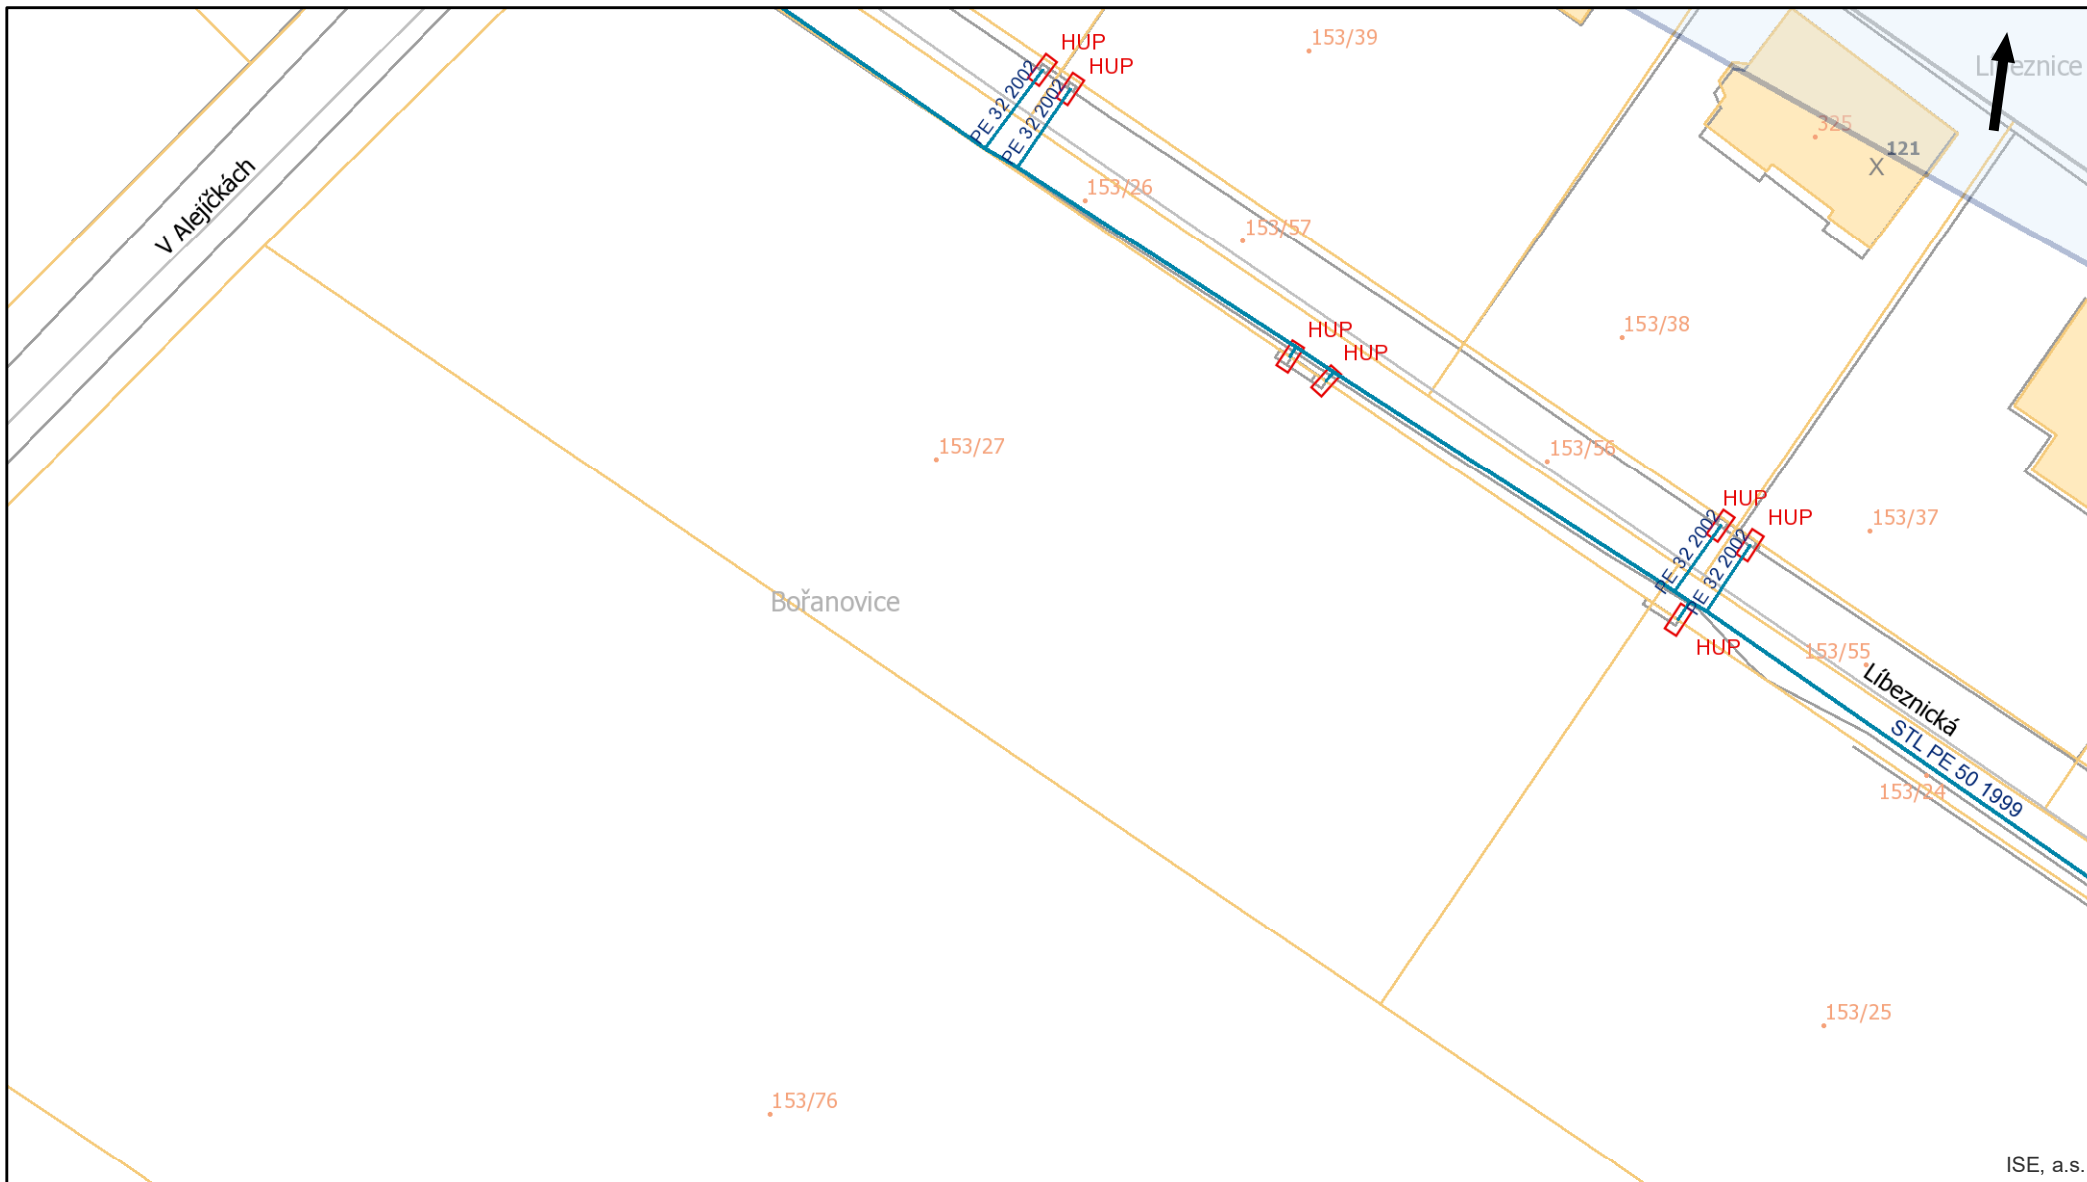 153/39
HUP
HUP
Líbeznice
PE 32 2002
PE 32 2002
325
121
X
V Alejíčkách
153/26
153/57
HUP
HUP
153/38
153/27
153/56
HUP
HUP
153/37
PE 32 2002
PE 32 2002
Bořanovice
HUP
153/55
Líbeznická
STL PE 50 1999
153/24
153/25
153/76
ISE, a.s.